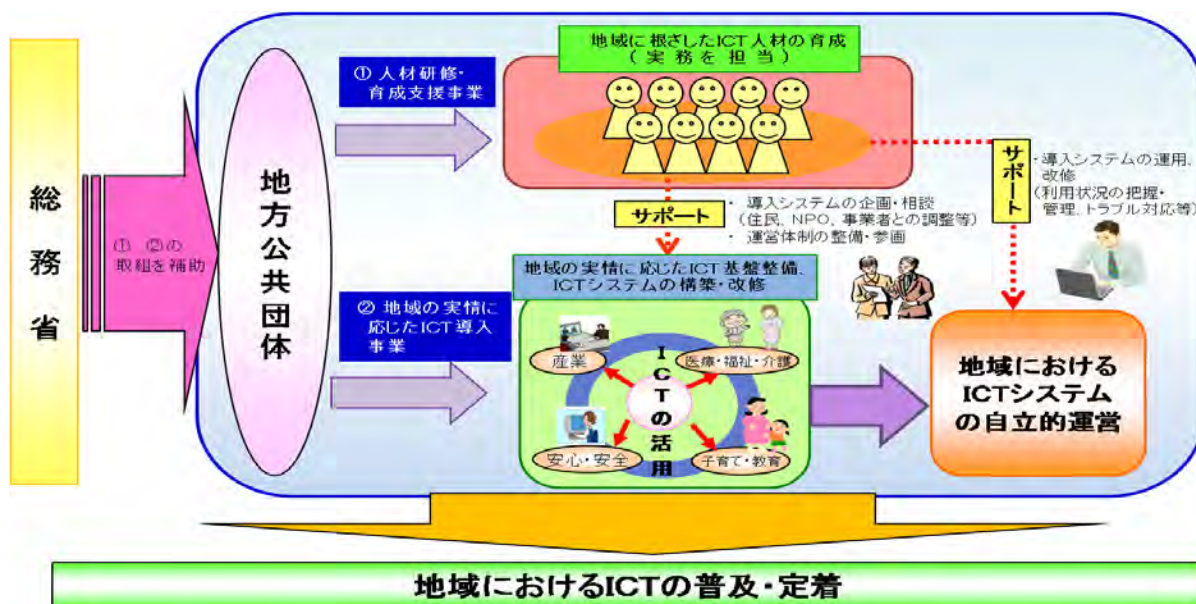 総務省
① ②の
取組を補助
地方公共団体
① 人材研修・
育成支援事業
② 地域の実情に
応じたICT導入
事業
地域に根ざしたICT人材の育成
(実務を担当)
サポート
・ 導入システムの企画・相談
(住民、NPO、事業者との調整等)
・ 運営体制の整備・参画
サポート
・導入システムの運用、
改修
(利用状況の把握・
管理、トラブル対応等)
地域の実情に応じたICT基盤整備、
ICTシステムの構築・改修
産業
医療・福祉・介護
ICTの活用
安心・安全
子育て・教育
地域における
ICTシステム
の自立的運営
地域におけるICTの普及・定着